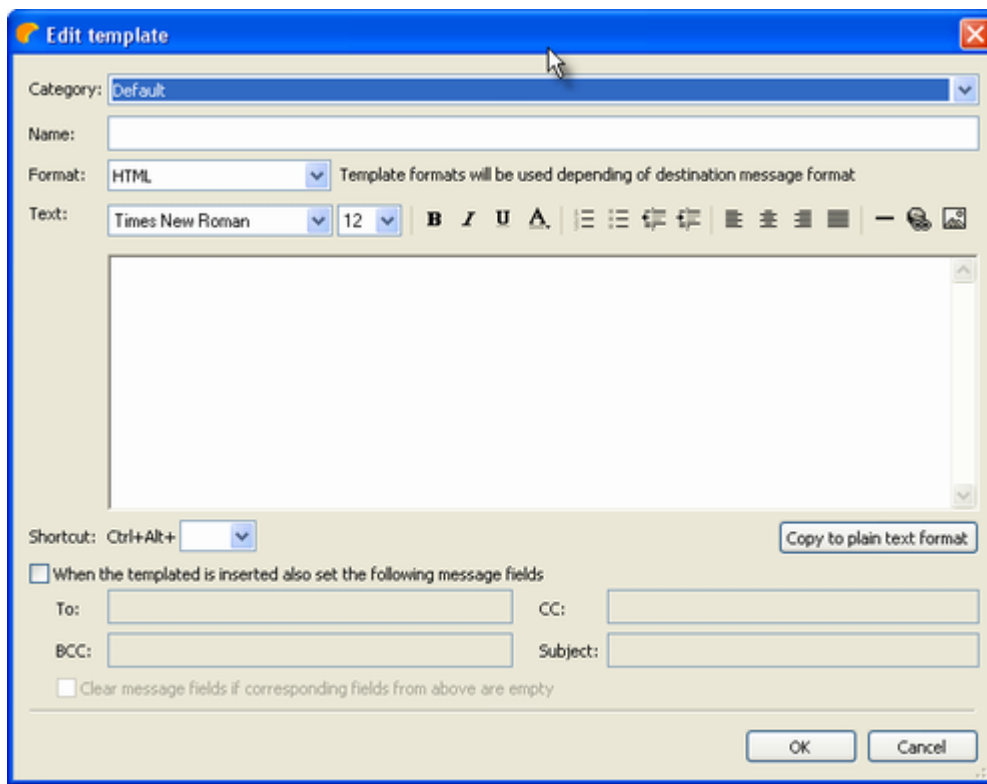 Edit template
Category: Default
Name:
Format: HTML Template formats will be used depending of destination message format
Text: Times New Roman 12 B I U A
Shortcut: Ctrl+Alt+ Copy to plain text format
When the templated is inserted also set the following message fields
To: CC:
BCC: Subject:
Clear message fields if corresponding fields from above are empty
OK Cancel